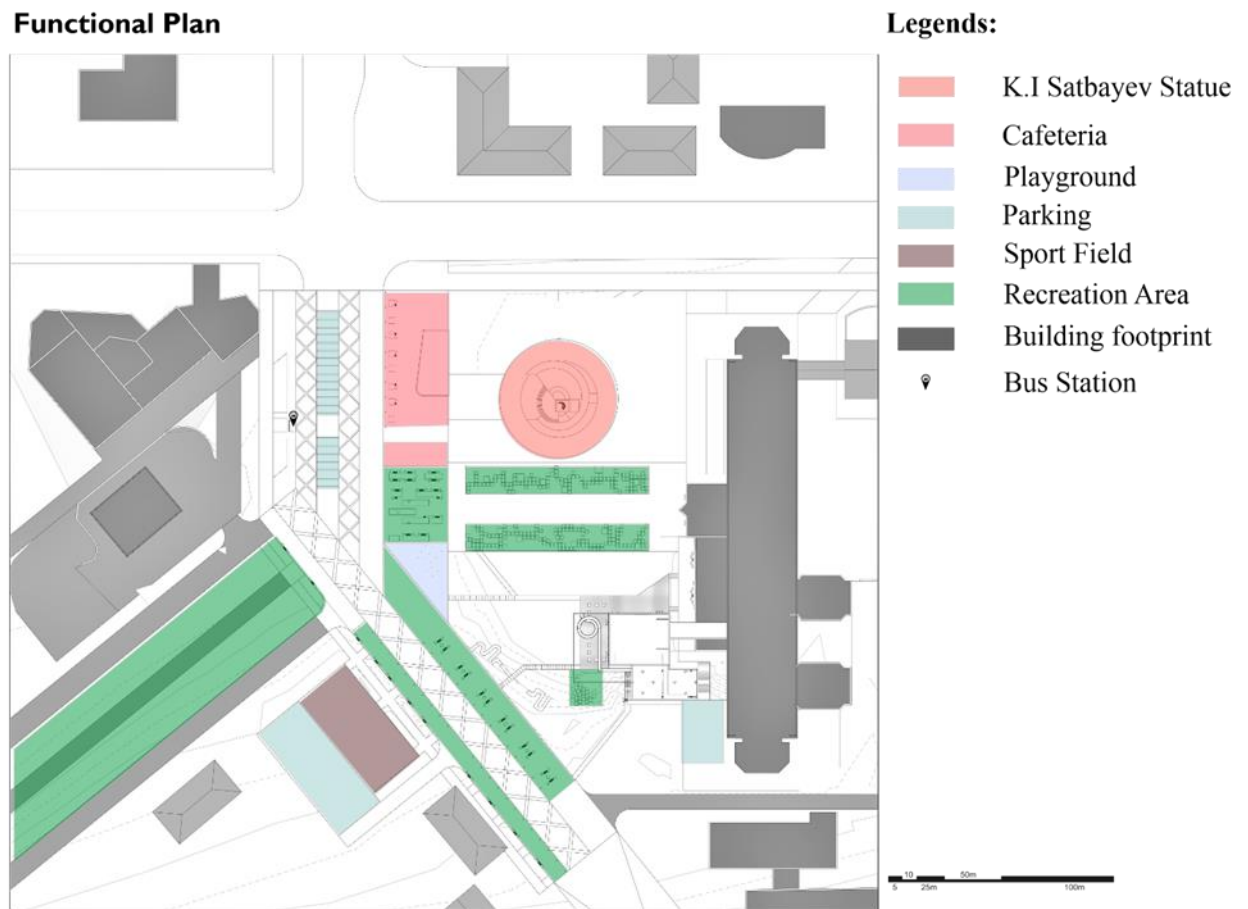 Functional Plan
Legends:
K.I Satbayev Statue
Cafeteria
Playground
Parking
Sport Field
Recreation Area
Building footprint
Bus Station
10 50m
5 25m 100m